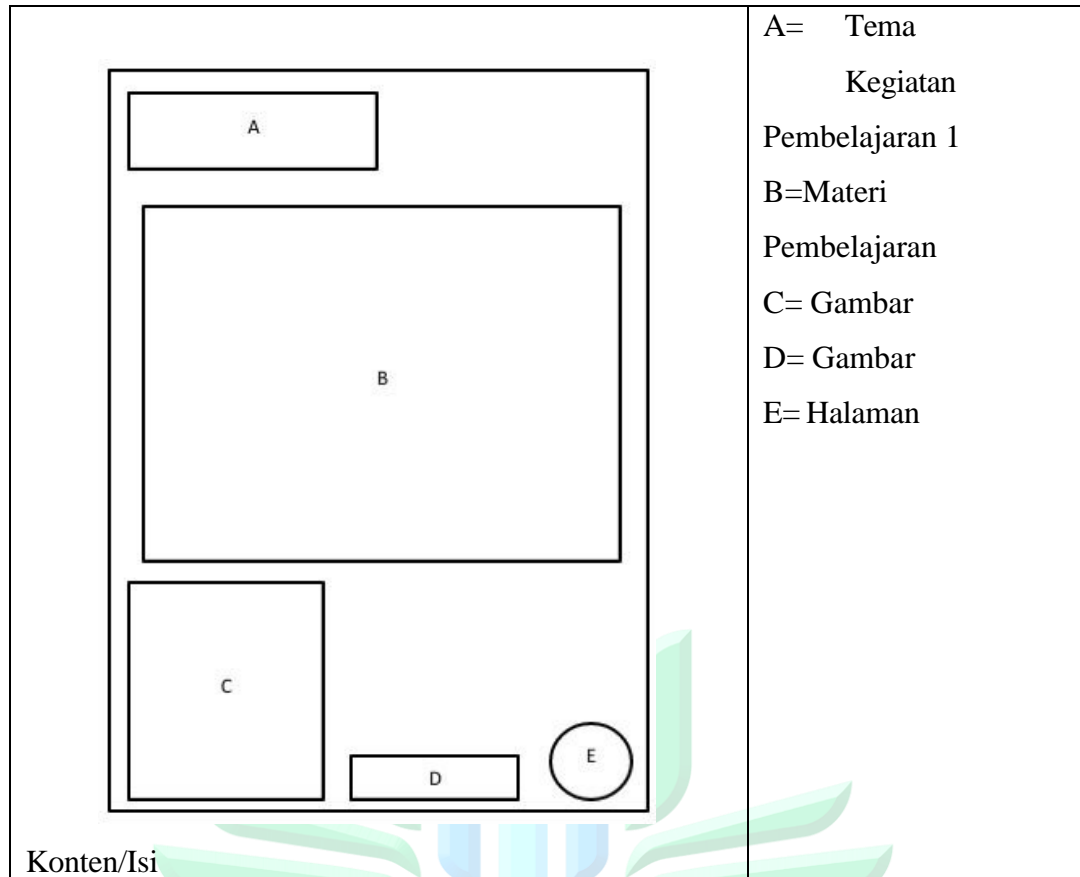 A
B
C
D
E
Konten/Isi
A= Tema
Kegiatan
Pembelajaran 1
B=Materi
Pembelajaran
C= Gambar
D= Gambar
E= Halaman